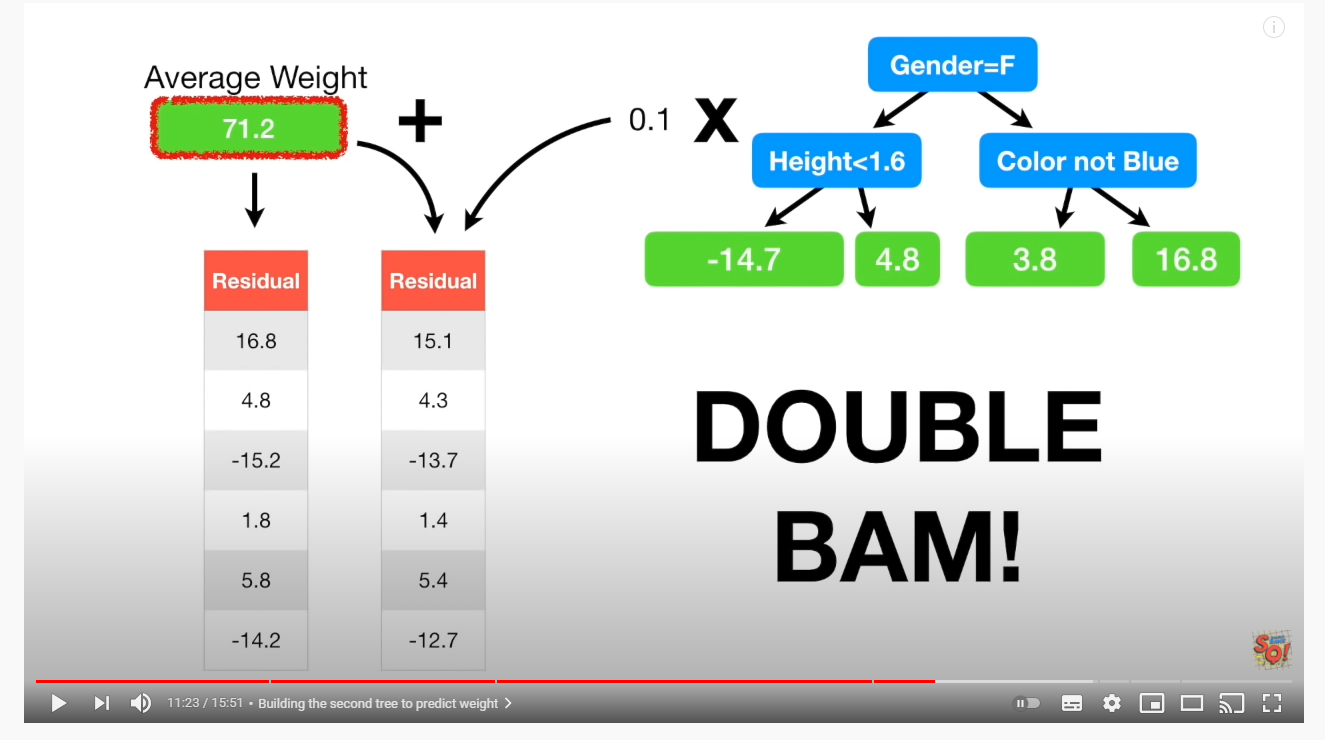 Average Weight
71.2
+
0.1
X
Gender=F
Height<1.6
Color not Blue
-14.7
4.8
3.8
16.8
Residual
16.8
4.8
-15.2
1.8
5.8
-14.2
Residual
15.1
4.3
-13.7
1.4
5.4
-12.7
DOUBLE
BAM!
SQ!
11:23 / 15:51 • Building the second tree to predict weight